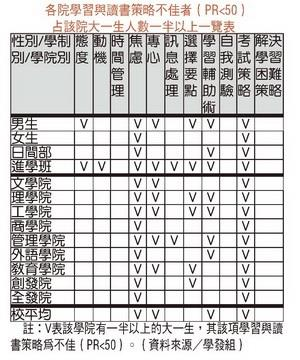 各院學習與讀書策略不佳者（PR<50）
占該院大一生人數一半以上一覽表
性別/學制別/學院別 態度 動機 時間管理 焦慮 專心 訊息處理 選擇要點 學習輔助術 自我測驗 考試策略 解決學習困難策略
男生 V V V V V V
女生 V V
日間部 V V V
進學班 V V V V V V V V
文學院 V V V
理學院 V V V V V
工學院 V V V V V
商學院 V V
管理學院 V V V V
外語學院 V V V
教育學院 V V V V
創發院 V V V
全發院 V V
校平均 V V V
註：V表該學院有一半以上的大一生，其該項學習與讀
書策略為不佳（PR<50）。（資料來源／學發組）